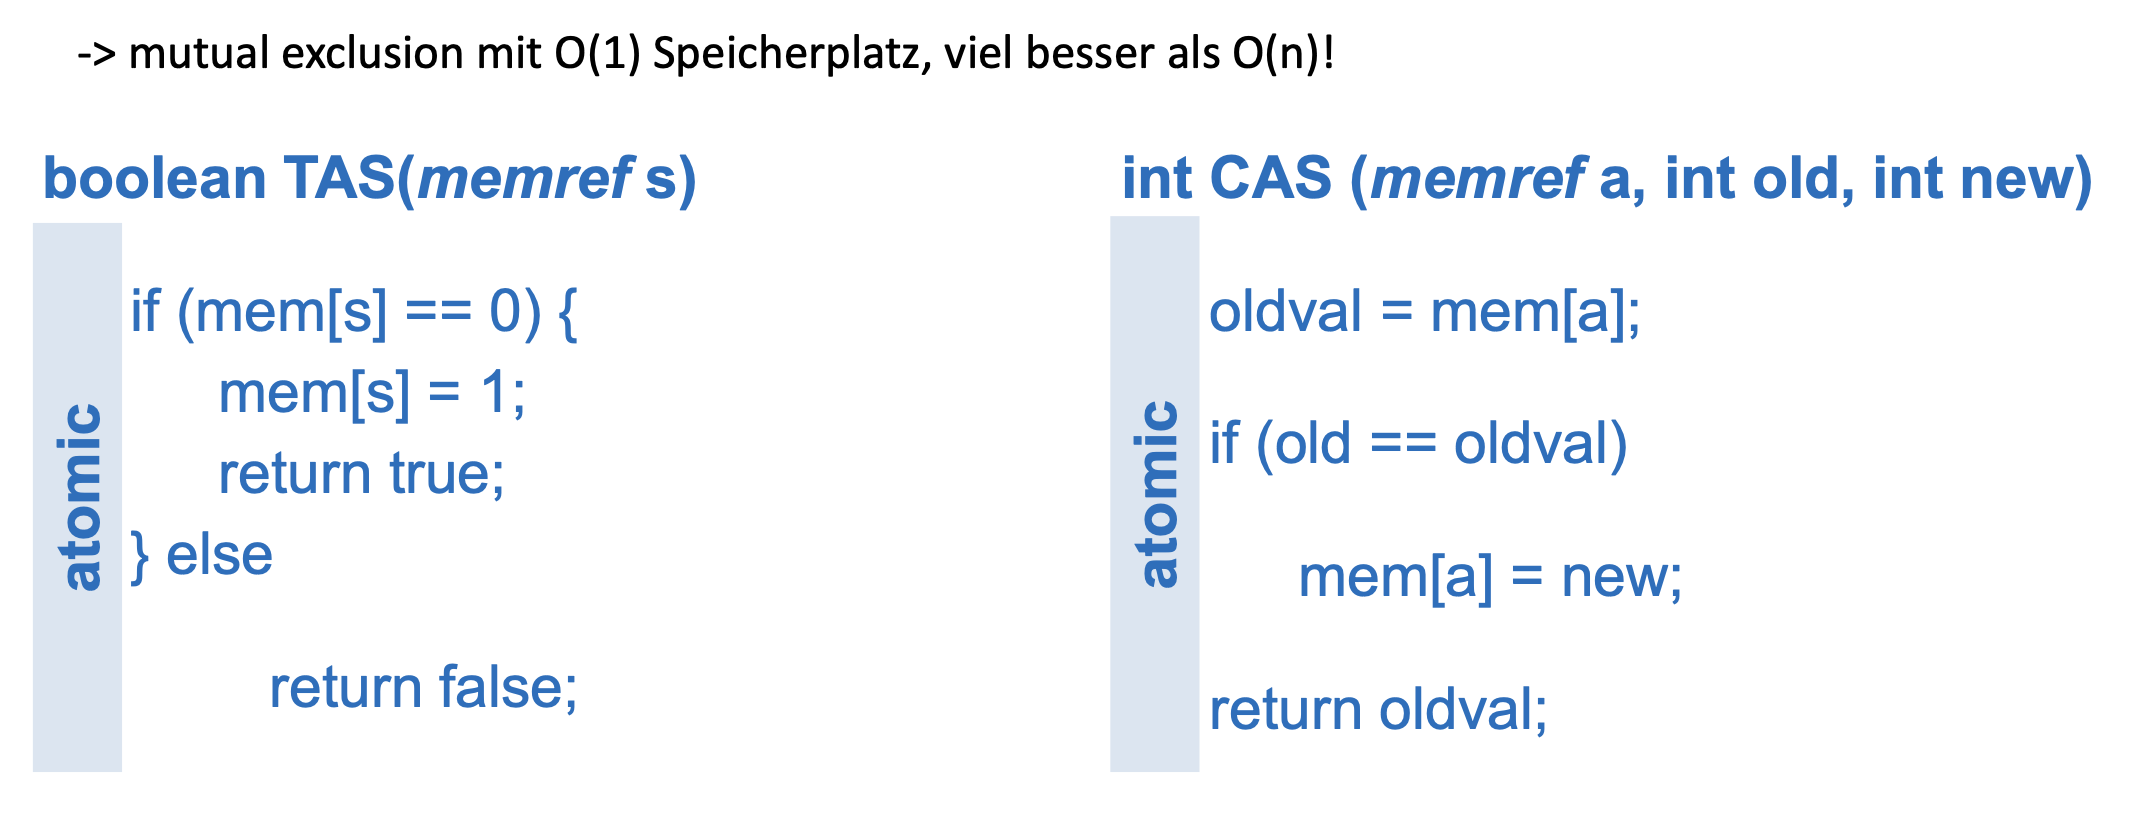 -> mutual exclusion mit O(1) Speicherplatz, viel besser als O(n)!
boolean TAS(memref s)
atomic
if (mem[s] == 0) {
mem[s] = 1;
return true;
} else
return false;
int CAS (memref a, int old, int new)
atomic
oldval = mem[a];
if (old == oldval)
mem[a] = new;
return oldval;